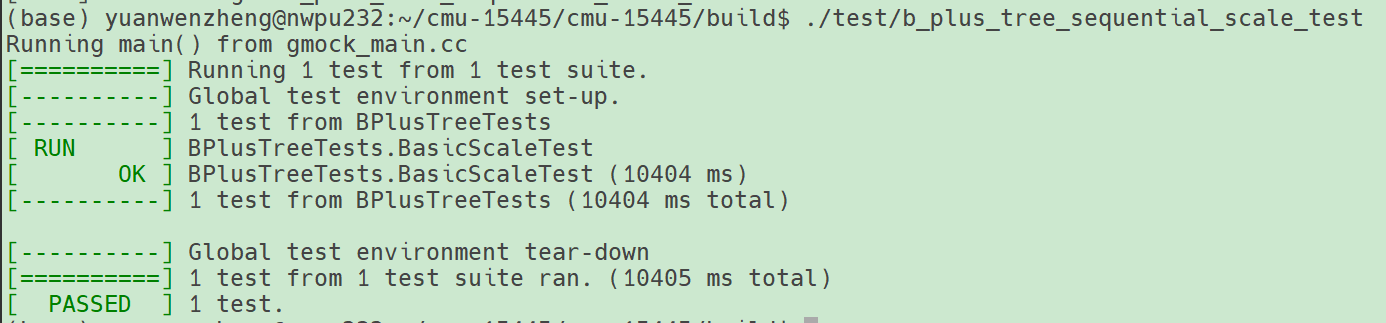 (base) yuanwenzheng@nwpu232:~/cmu-15445/cmu-15445/build$ ./test/b_plus_tree_sequential_scale_test
Running main() from gmock_main.cc
[==========] Running 1 test from 1 test suite.
[----------] Global test environment set-up.
[----------] 1 test from BPlusTreeTests
[ RUN      ] BPlusTreeTests.BasicScaleTest
[       OK ] BPlusTreeTests.BasicScaleTest (10404 ms)
[----------] 1 test from BPlusTreeTests (10404 ms total)
[----------] Global test environment tear-down
[==========] 1 test from 1 test suite ran. (10405 ms total)
[  PASSED  ] 1 test.